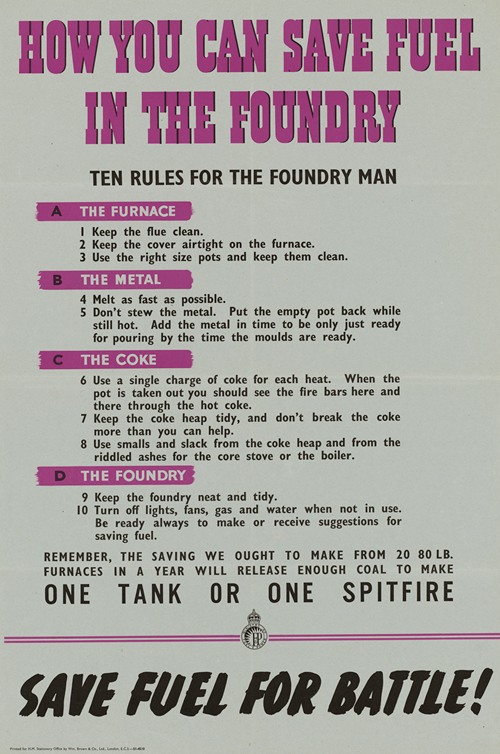 HOW YOU CAN SAVE FUEL
IN THE FOUNDRY
TEN RULES FOR THE FOUNDRY MAN
A THE FURNACE
1 Keep the flue clean.
2 Keep the cover airtight on the furnace.
3 Use the right size pots and keep them clean.
B THE METAL
4 Melt as fast as possible.
5 Don't stew the metal. Put the empty pot back while
still hot. Add the metal in time to be only just ready
for pouring by the time the moulds are ready.
C THE COKE
6 Use a single charge of coke for each heat. When the
pot is taken out you should see the fire bars here and
there through the hot coke.
7 Keep the coke heap tidy, and don't break the coke
more than you can help.
8 Use smalls and slack from the coke heap and from the
riddled ashes for the core stove or the boiler.
D THE FOUNDRY
9 Keep the foundry neat and tidy.
10 Turn off lights, fans, gas and water when not in use.
Be ready always to make or receive suggestions for
saving fuel.
REMEMBER, THE SAVING WE OUGHT TO MAKE FROM 20 80 LB.
FURNACES IN A YEAR WILL RELEASE ENOUGH COAL TO MAKE
ONE TANK OR ONE SPITFIRE
SAVE FUEL FOR BATTLE!
Printed for H.M. Stationery Office by